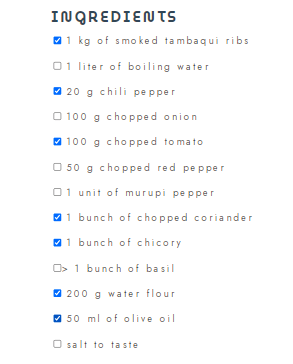 INGREDIENTS
1 kg of smoked tambaqui ribs
1 liter of boiling water
20 g chili pepper
100 g chopped onion
100 g chopped tomato
50 g chopped red pepper
1 unit of murupi pepper
1 bunch of chopped coriander
1 bunch of chicory
> 1 bunch of basil
200 g water flour
50 ml of olive oil
salt to taste